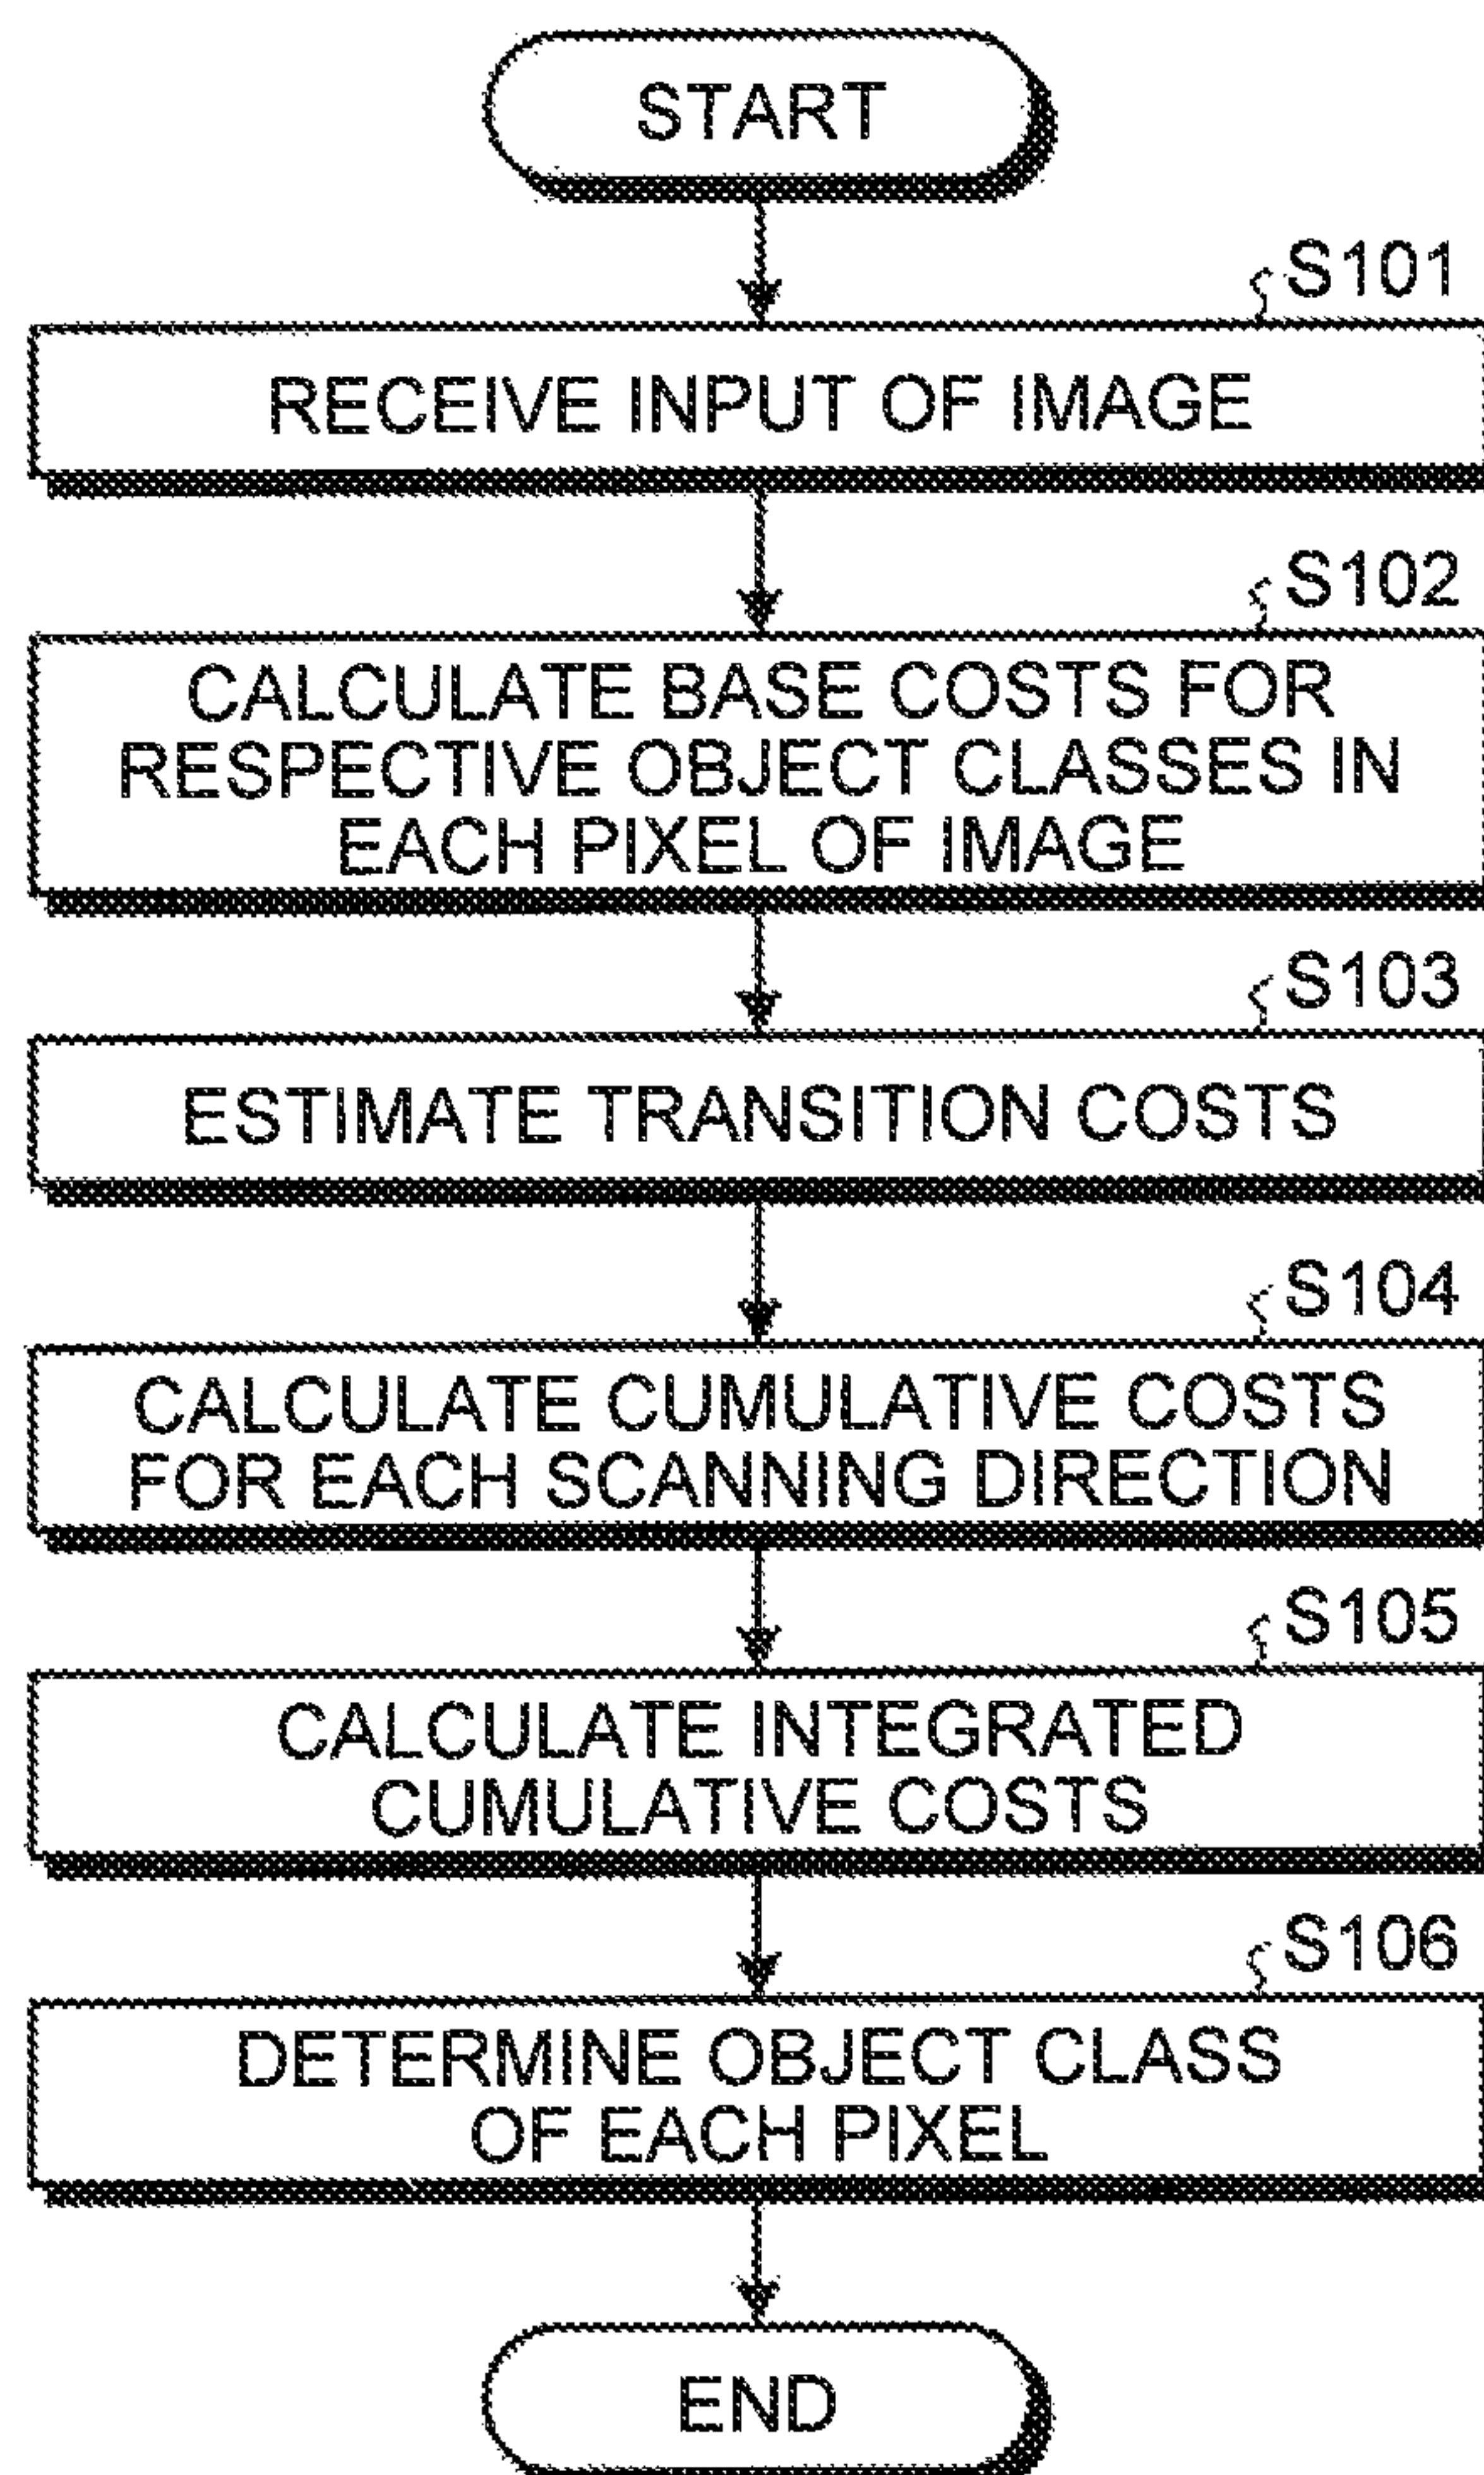 START
S101
RECEIVE INPUT OF IMAGE
S102
CALCULATE BASE COSTS FOR
RESPECTIVE OBJECT CLASSES IN
EACH PIXEL OF IMAGE
S103
ESTIMATE TRANSITION COSTS
S104
CALCULATE CUMULATIVE COSTS
FOR EACH SCANNING DIRECTION
S105
CALCULATE INTEGRATED
CUMULATIVE COSTS
S106
DETERMINE OBJECT CLASS
OF EACH PIXEL
END